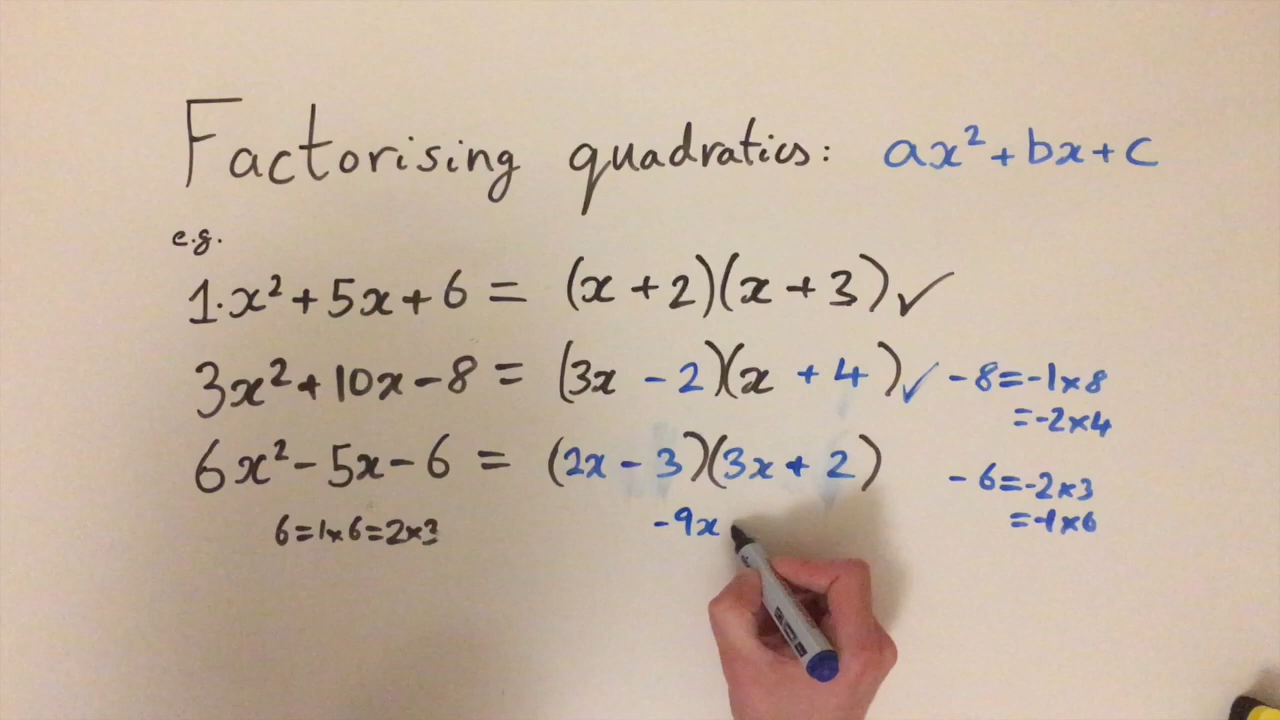 Factorising quadratics: ax²+bx+c
e.g.
1.x²+5x+6 = (x+2)(x+3)✓
3x²+10x-8 = (3x-2)(x+4)✓ -8=-1×8
=-2×4
6x²-5x-6 = (2x-3)(3x+2)
-6=-2×3
=-1×6
6=1×6=2×3
-9x